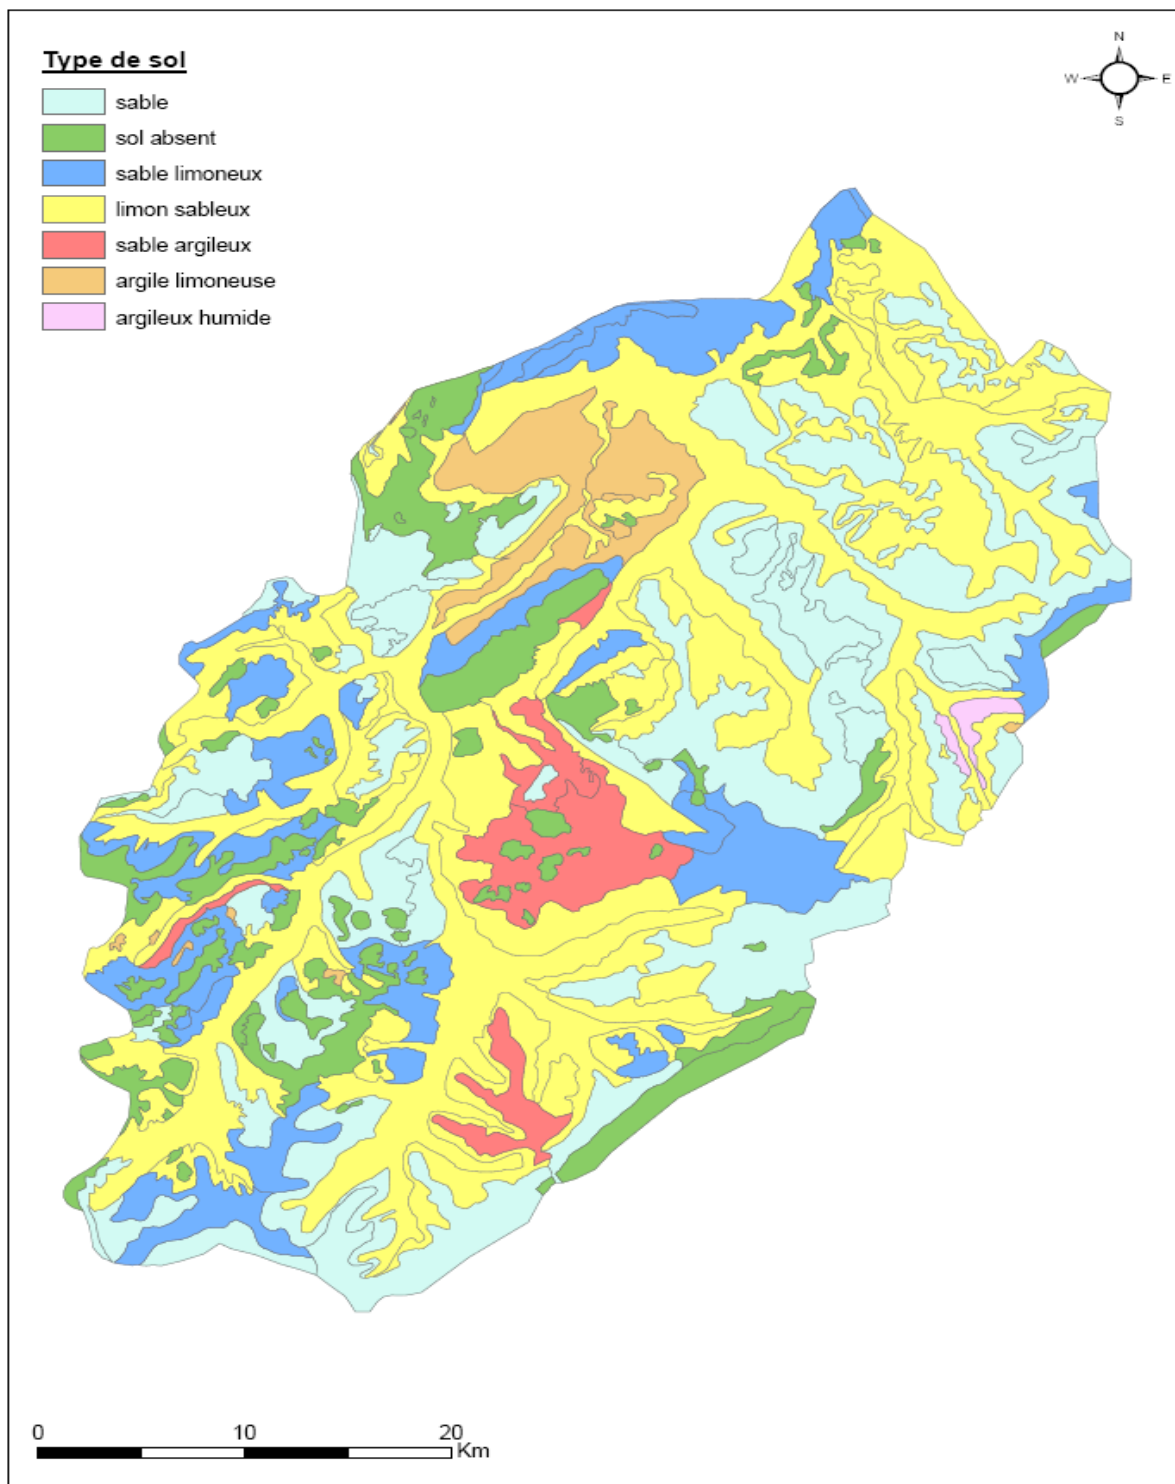 Type de sol
sable
sol absent
sable limoneux
limon sableux
sable argileux
argile limoneuse
argileux humide
N
W E
S
0 10 20
Km